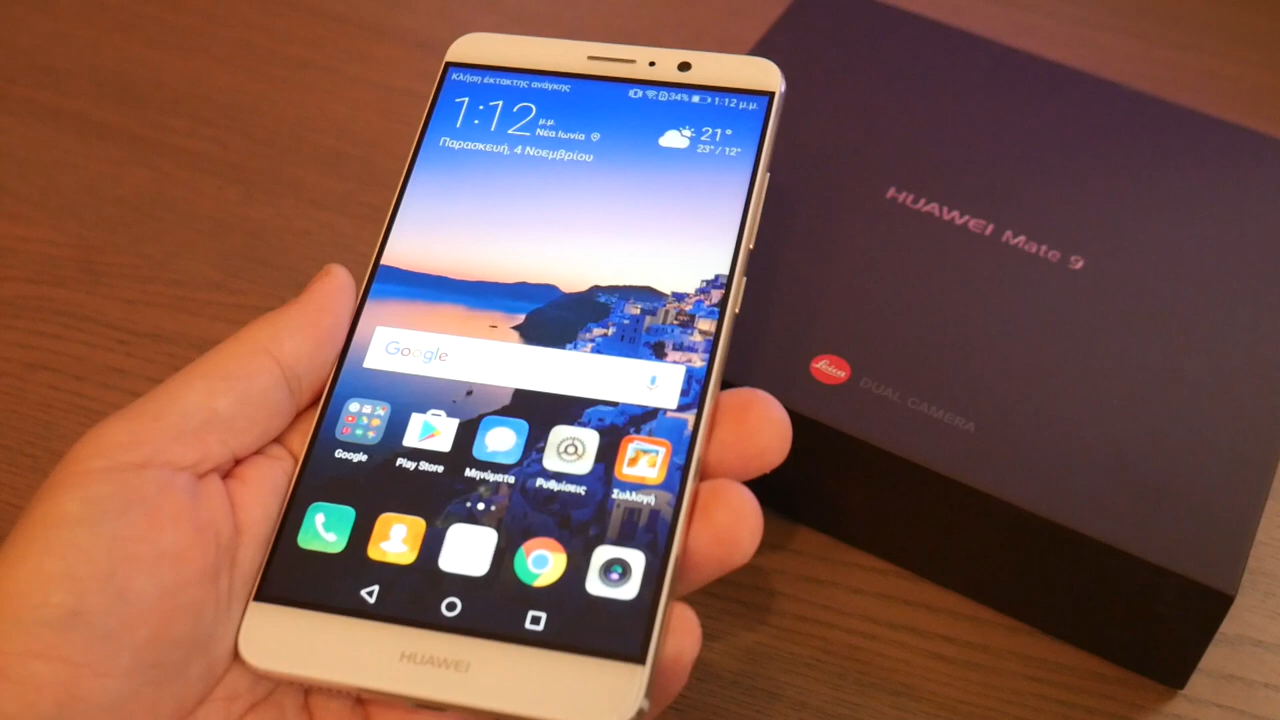 Κλήση έκτακτης ανάγκης
34% 1:12 μ.μ.
1:12 μ.μ.
Νέα Ιωνία
Παρασκευή, 4 Νοεμβρίου
21°
23° / 12°
Google
Google
Play Store
Μηνύματα
Ρυθμίσεις
Συλλογή
HUAWEI
HUAWEI Mate 9
Leica
DUAL CAMERA